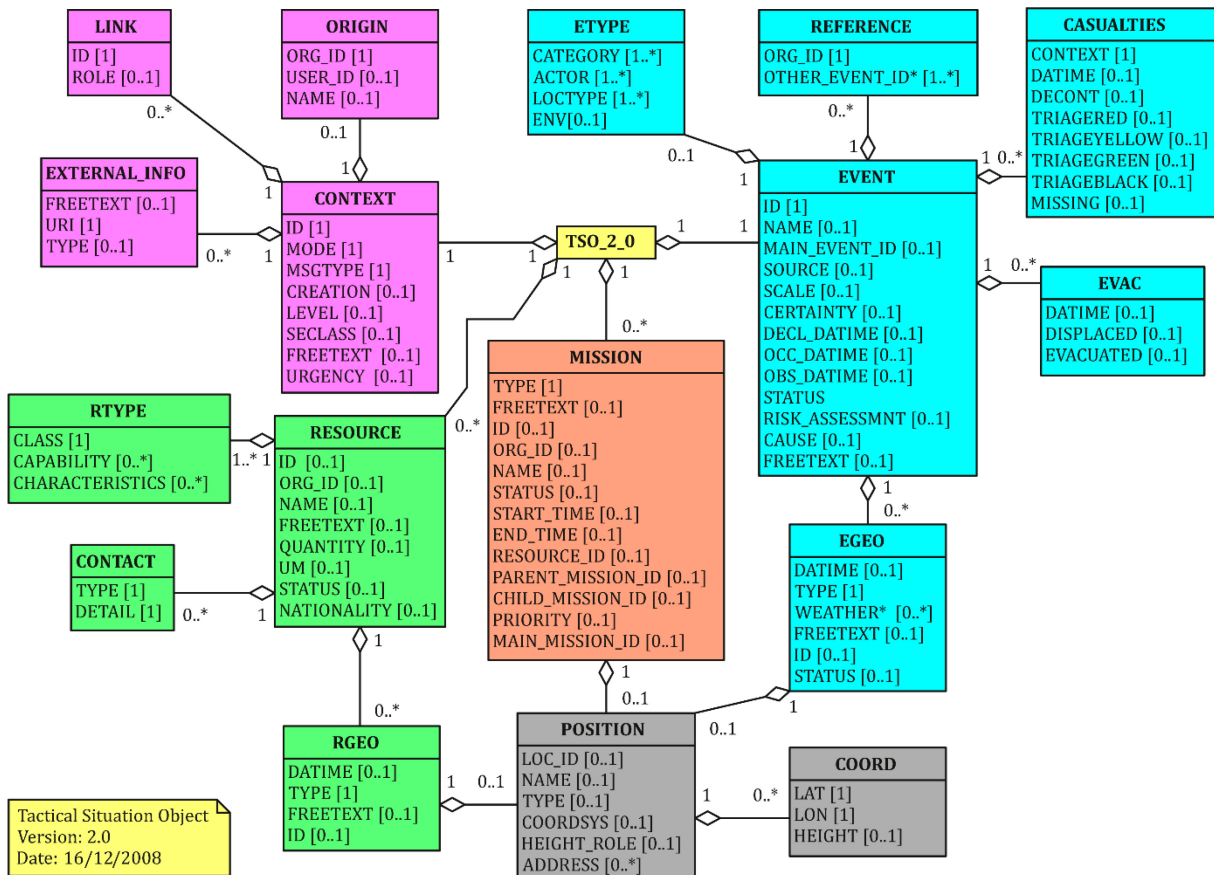 LINK
ID [1]
ROLE [0..1]
0..*
1
ORIGIN
ORG_ID [1]
USER_ID [0..1]
NAME [0..1]
0..1
1
EXTERNAL_INFO
FREETEXT [0..1]
URI [1]
TYPE [0..1]
0..*
1
CONTEXT
ID [1]
MODE [1]
MSGTYPE [1]
CREATION [0..1]
LEVEL [0..1]
SECLASS [0..1]
FREETEXT [0..1]
URGENCY [0..1]
1
1
TSO_2_0
1
1
1
1
ETYPE
CATEGORY [1..*]
ACTOR [1..*]
LOCTYPE [1..*]
ENV[0..1]
0..1
1
REFERENCE
ORG_ID [1]
OTHER_EVENT_ID* [1..*]
0..*
1
CASUALTIES
CONTEXT [1]
DATIME [0..1]
DECONT [0..1]
TRIAGERED [0..1]
TRIAGEYELLOW [0..1]
TRIAGEGREEN [0..1]
TRIAGEBLACK [0..1]
MISSING [0..1]
1
0..*
EVENT
ID [1]
NAME [0..1]
MAIN_EVENT_ID [0..1]
SOURCE [0..1]
SCALE [0..1]
CERTAINTY [0..1]
DECL_DATIME [0..1]
OCC_DATIME [0..1]
OBS_DATIME [0..1]
STATUS
RISK_ASSESSMNT [0..1]
CAUSE [0..1]
FREETEXT [0..1]
1
0..*
EVAC
DATIME [0..1]
DISPLACED [0..1]
EVACUATED [0..1]
0..*
MISSION
TYPE [1]
FREETEXT [0..1]
ID [0..1]
ORG_ID [0..1]
NAME [0..1]
STATUS [0..1]
START_TIME [0..1]
END_TIME [0..1]
RESOURCE_ID [0..1]
PARENT_MISSION_ID [0..1]
CHILD_MISSION_ID [0..1]
PRIORITY [0..1]
MAIN_MISSION_ID [0..1]
1
0..1
RTYPE
CLASS [1]
CAPABILITY [0..*]
CHARACTERISTICS [0..*]
1..*
1
0..*
RESOURCE
ID [0..1]
ORG_ID [0..1]
NAME [0..1]
FREETEXT [0..1]
QUANTITY [0..1]
UM [0..1]
STATUS [0..1]
NATIONALITY [0..1]
CONTACT
TYPE [1]
DETAIL [1]
0..*
1
1
0..*
1
0..*
EGEO
DATIME [0..1]
TYPE [1]
WEATHER* [0..*]
FREETEXT [0..1]
ID [0..1]
STATUS [0..1]
1
0..1
RGEO
DATIME [0..1]
TYPE [1]
FREETEXT [0..1]
ID [0..1]
1
0..1
POSITION
LOC_ID [0..1]
NAME [0..1]
TYPE [0..1]
COORDSYS [0..1]
HEIGHT_ROLE [0..1]
ADDRESS [0..*]
1
0..*
COORD
LAT [1]
LON [1]
HEIGHT [0..1]
Tactical Situation Object
Version: 2.0
Date: 16/12/2008